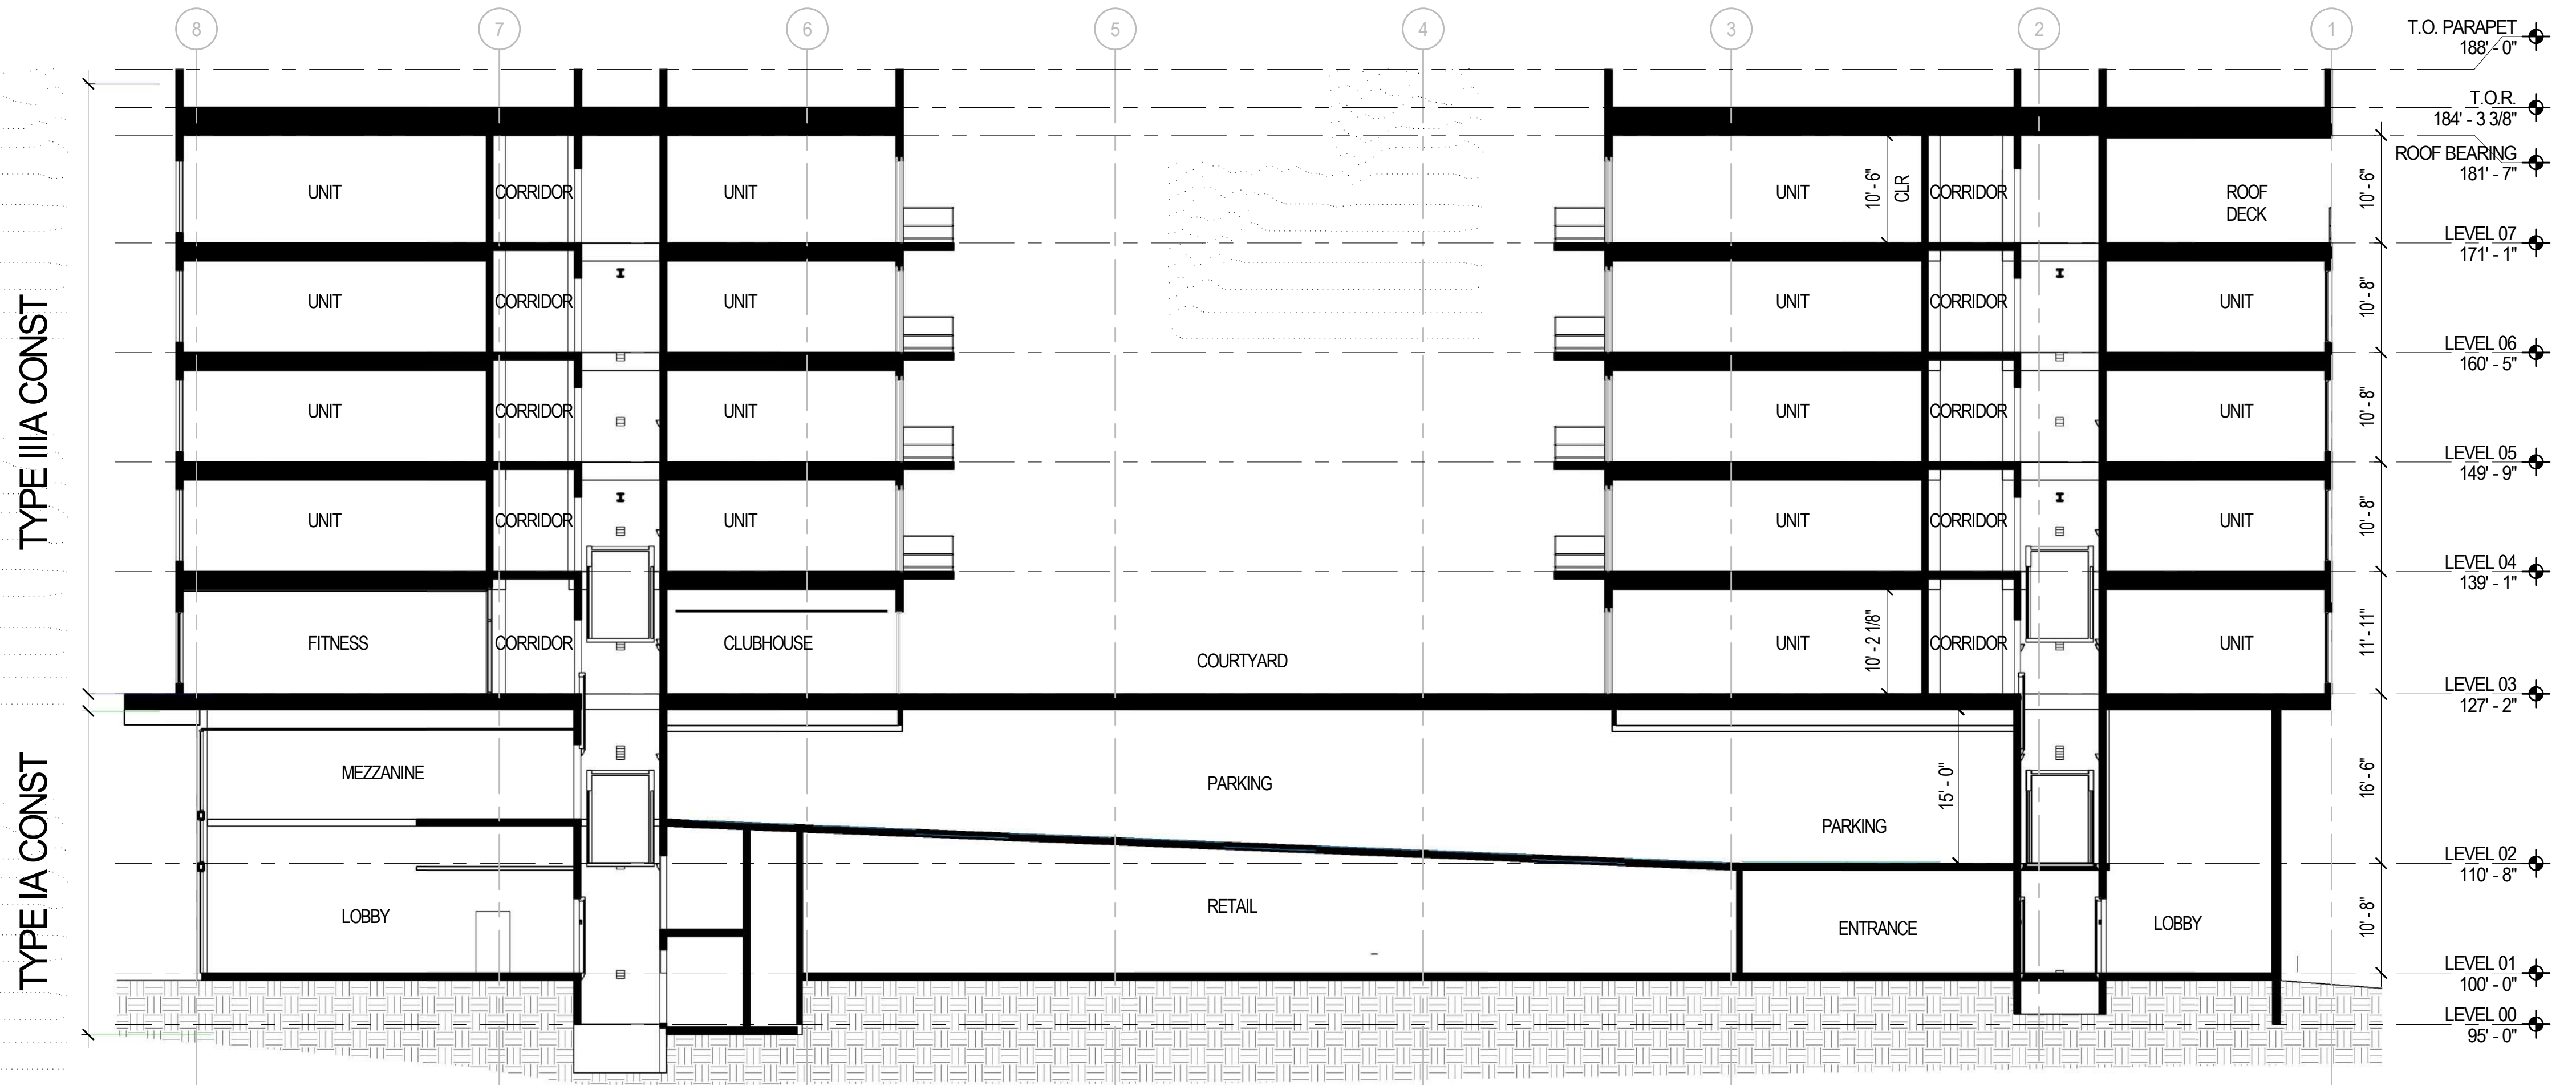 8 7 6 5 4 3 2 1
T.O. PARAPET
188' - 0"
T.O.R.
184' - 3 3/8"
ROOF BEARING
181' - 7"
UNIT CORRIDOR UNIT UNIT 10' - 6" CLR CORRIDOR ROOF
DECK
10' - 6"
LEVEL 07
171' - 1"
UNIT CORRIDOR UNIT UNIT CORRIDOR UNIT 10' - 8"
LEVEL 06
160' - 5"
UNIT CORRIDOR UNIT UNIT CORRIDOR UNIT 10' - 8"
LEVEL 05
149' - 9"
UNIT CORRIDOR UNIT UNIT CORRIDOR UNIT 10' - 8"
LEVEL 04
139' - 1"
TYPE IIIA CONST
FITNESS CORRIDOR CLUBHOUSE COURTYARD UNIT 10' - 2 1/8" CORRIDOR UNIT 11' - 11"
LEVEL 03
127' - 2"
MEZZANINE PARKING PARKING 15' - 0" 16' - 6"
LEVEL 02
110' - 8"
TYPE IA CONST
LOBBY RETAIL ENTRANCE LOBBY 10' - 8"
LEVEL 01
100' - 0"
LEVEL 00
95' - 0"